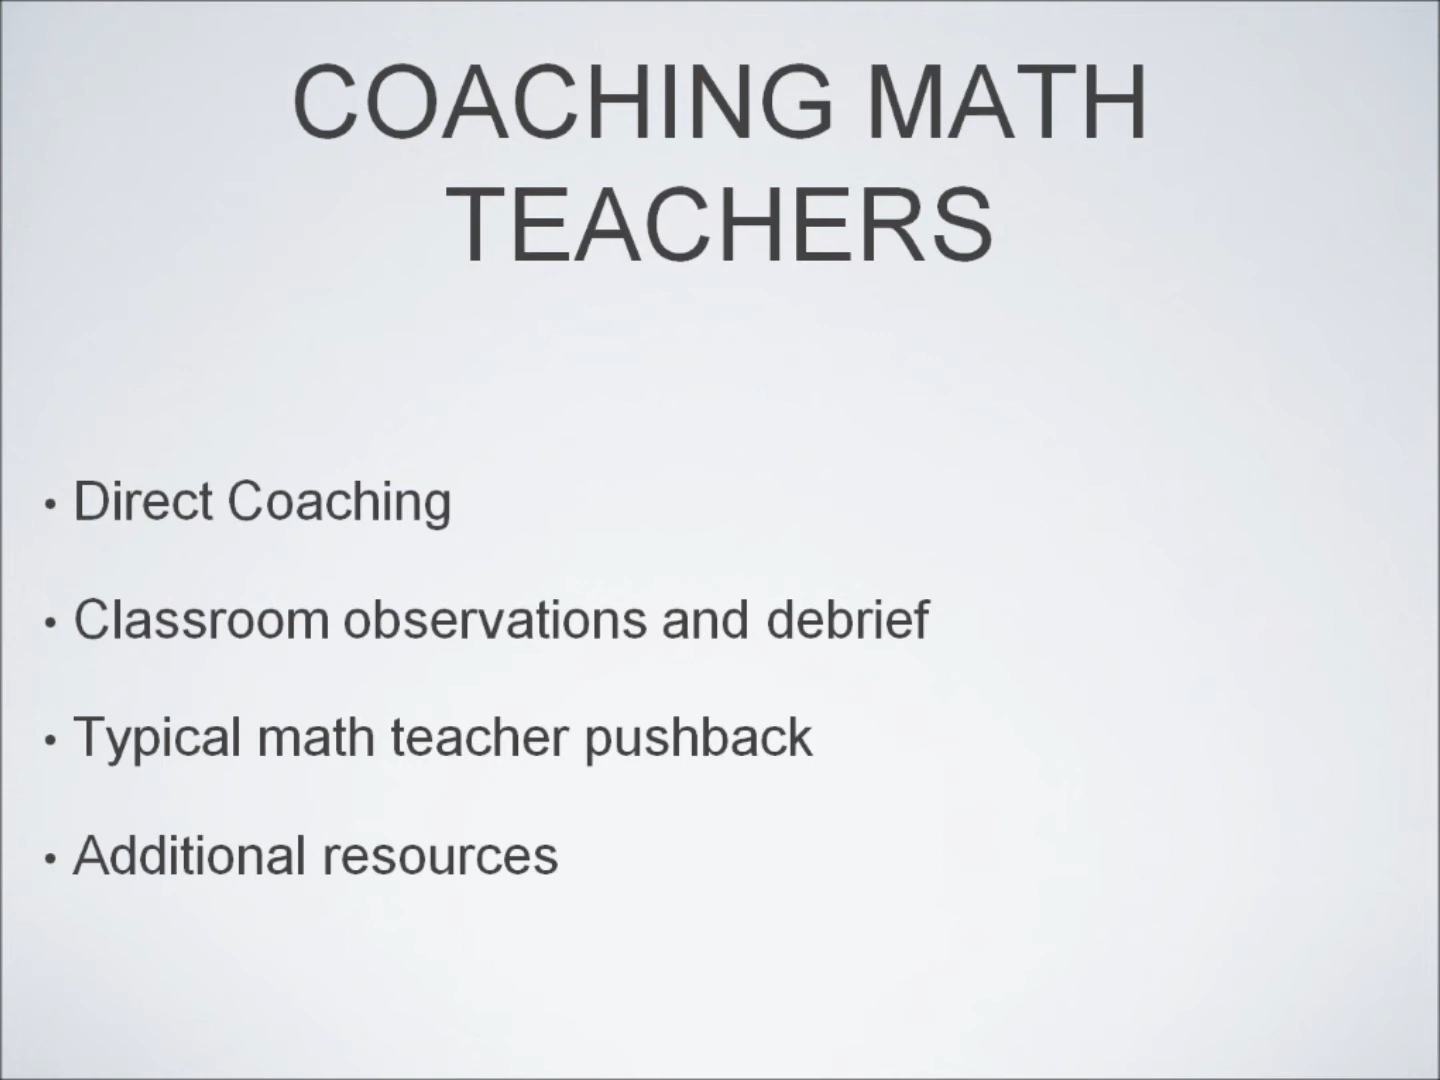 COACHING MATH
TEACHERS
• Direct Coaching
• Classroom observations and debrief
• Typical math teacher pushback
• Additional resources